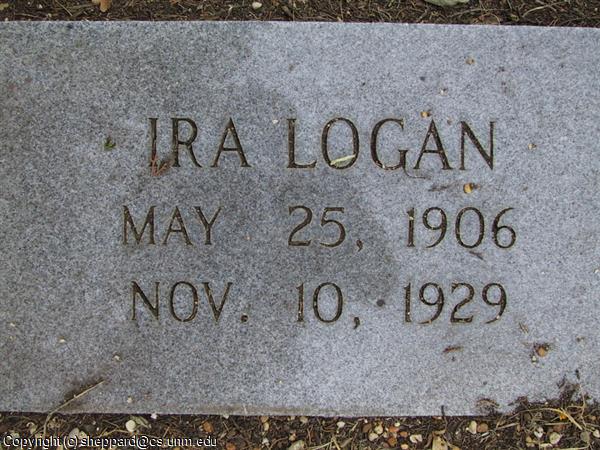 IRA LOGAN
MAY 25, 1906
NOV. 10, 1929
Copyright (c) sheppard@cs.unm.edu